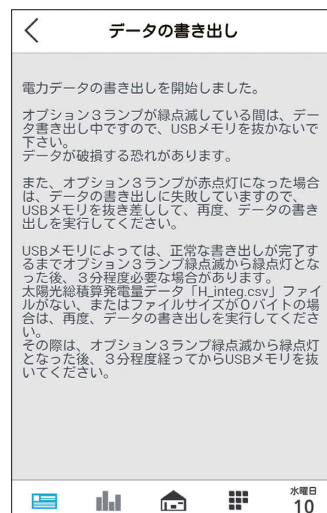 データの書き出し
電力データの書き出しを開始しました。
オプション３ランプが緑点滅している間は、デー
タ書き出し中ですので、USBメモリを抜かないで
下さい。
データが破損する恐れがあります。
また、オプション３ランプが赤点灯になった場合
は、データの書き出しに失敗していますので、
USBメモリを抜き差しして、再度、データの書き
出しを実行してください。
USBメモリによっては、正常な書き出しが完了す
るまでオプション３ランプ緑点滅から緑点灯とな
った後、３分程度必要な場合があります。
太陽光総積算発電量データ「H_integ.csv」ファイ
ルがない、またはファイルサイズが０バイトの場
合は、再度、データの書き出しを実行してくださ
い。
その際は、オプション３ランプ緑点滅から緑点灯
となった後、３分程度経ってからUSBメモリを抜
いてください。
水曜日
10